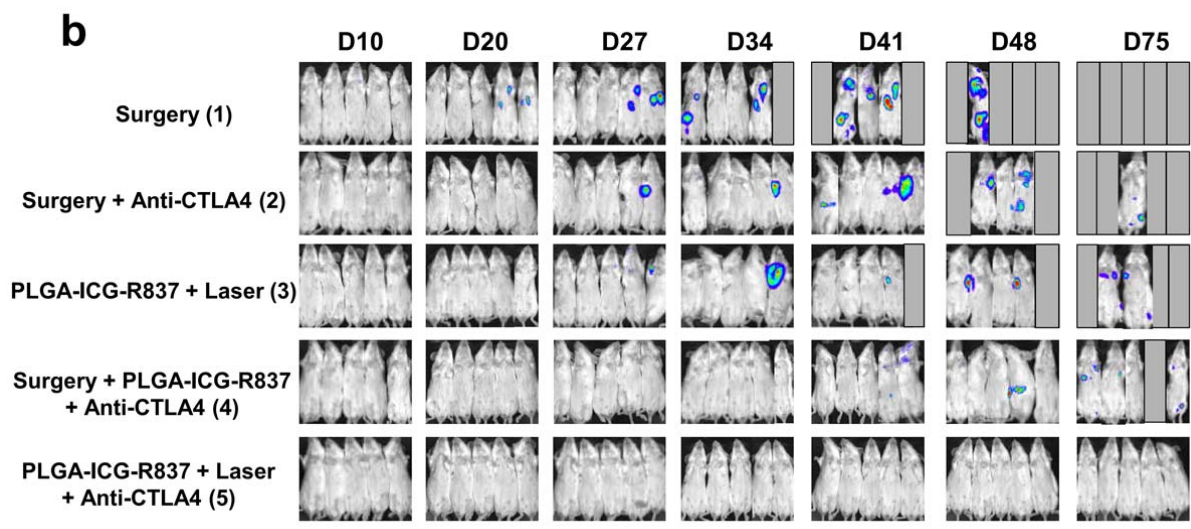 b
D10 D20 D27 D34 D41 D48 D75
Surgery (1)
Surgery + Anti-CTLA4 (2)
PLGA-ICG-R837 + Laser (3)
Surgery + PLGA-ICG-R837
+ Anti-CTLA4 (4)
PLGA-ICG-R837 + Laser
+ Anti-CTLA4 (5)